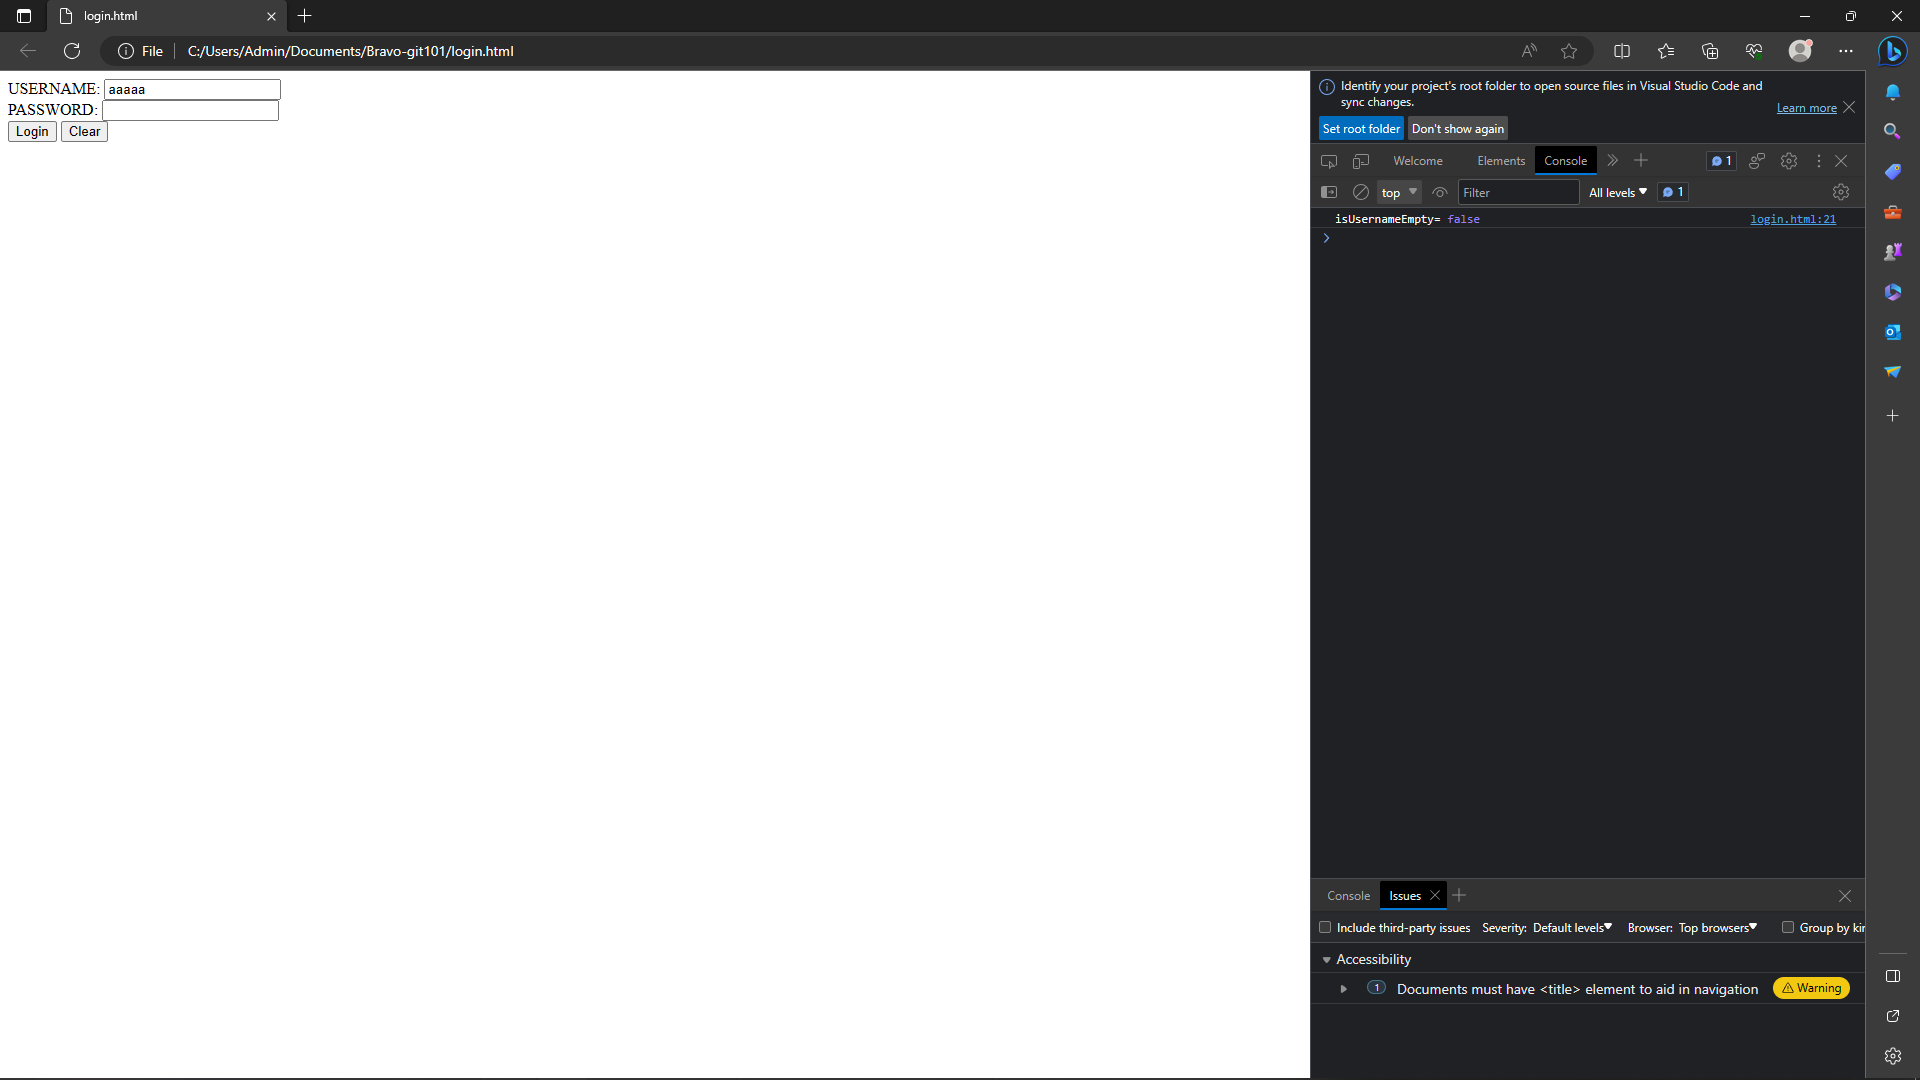 login.html
File
C:/Users/Admin/Documents/Bravo-git101/login.html
USERNAME: aaaaa
PASSWORD:
Login Clear
Identify your project's root folder to open source files in Visual Studio Code and
sync changes.
Learn more
Set root folder Don't show again
Welcome Elements Console 1
top Filter All levels 1
isUsernameEmpty= false login.html:21
Console Issues
Include third-party issues Severity: Default levels Browser: Top browsers Group by kin
Accessibility
1 Documents must have <title> element to aid in navigation Warning